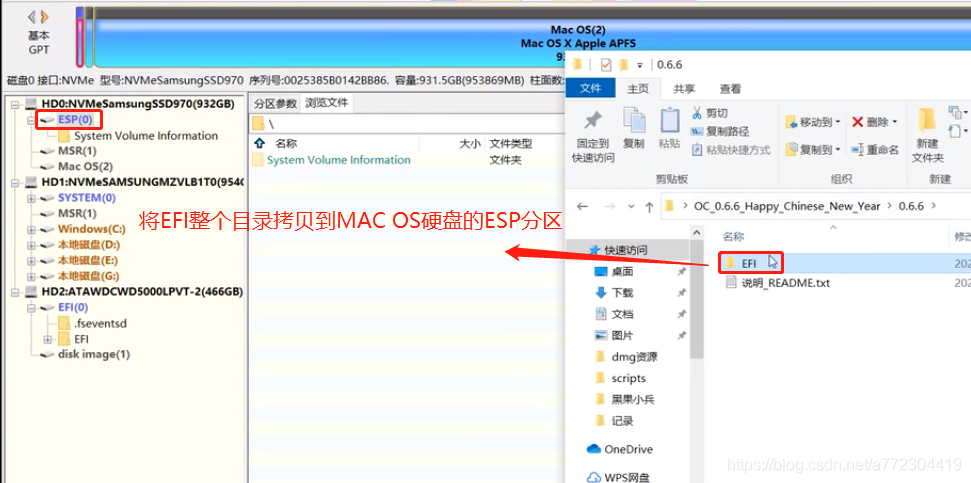 基本
GPT
Mac OS(2)
Mac OS X Apple APFS
9
磁盘0 接口:NVMe 型号:NVMeSamsungSSD970 序列号:0025385B0142BB86. 容量:931.5GB(953869MB) 柱面数:
HD0:NVMeSamsungSSD970(932GB)
ESP(0)
System Volume Information
MSR(1)
Mac OS(2)
HD1:NVMeSAMSUNGMZVLB1T0(954G
SYSTEM(0)
MSR(1)
Windows(C:)
本地磁盘(D:)
本地磁盘(E:)
本地磁盘(G:)
HD2:ATAWDCWD5000LPVT-2(466GB)
EFI(0)
.fseventsd
EFI
disk image(1)
分区参数 浏览文件
\
名称 大小 文件类型
System Volume Information 文件夹
将EFI整个目录拷贝到MAC OS硬盘的ESP分区
0.6.6
文件 主页 共享 查看
固定到
快速访问
复制
粘贴
剪切
复制路径
粘贴快捷方式
剪贴板
移动到
复制到
删除
重命名
组织
新建
文件夹
新建
OC_0.6.6_Happy_Chinese_New_Year 0.6.6
快速访问
桌面
下载
文档
图片
dmg资源
scripts
黑果小兵
记录
OneDrive
WPS网盘
名称 修改
EFI 202
说明_README.txt 202
https://blog.csdn.net/a772304419